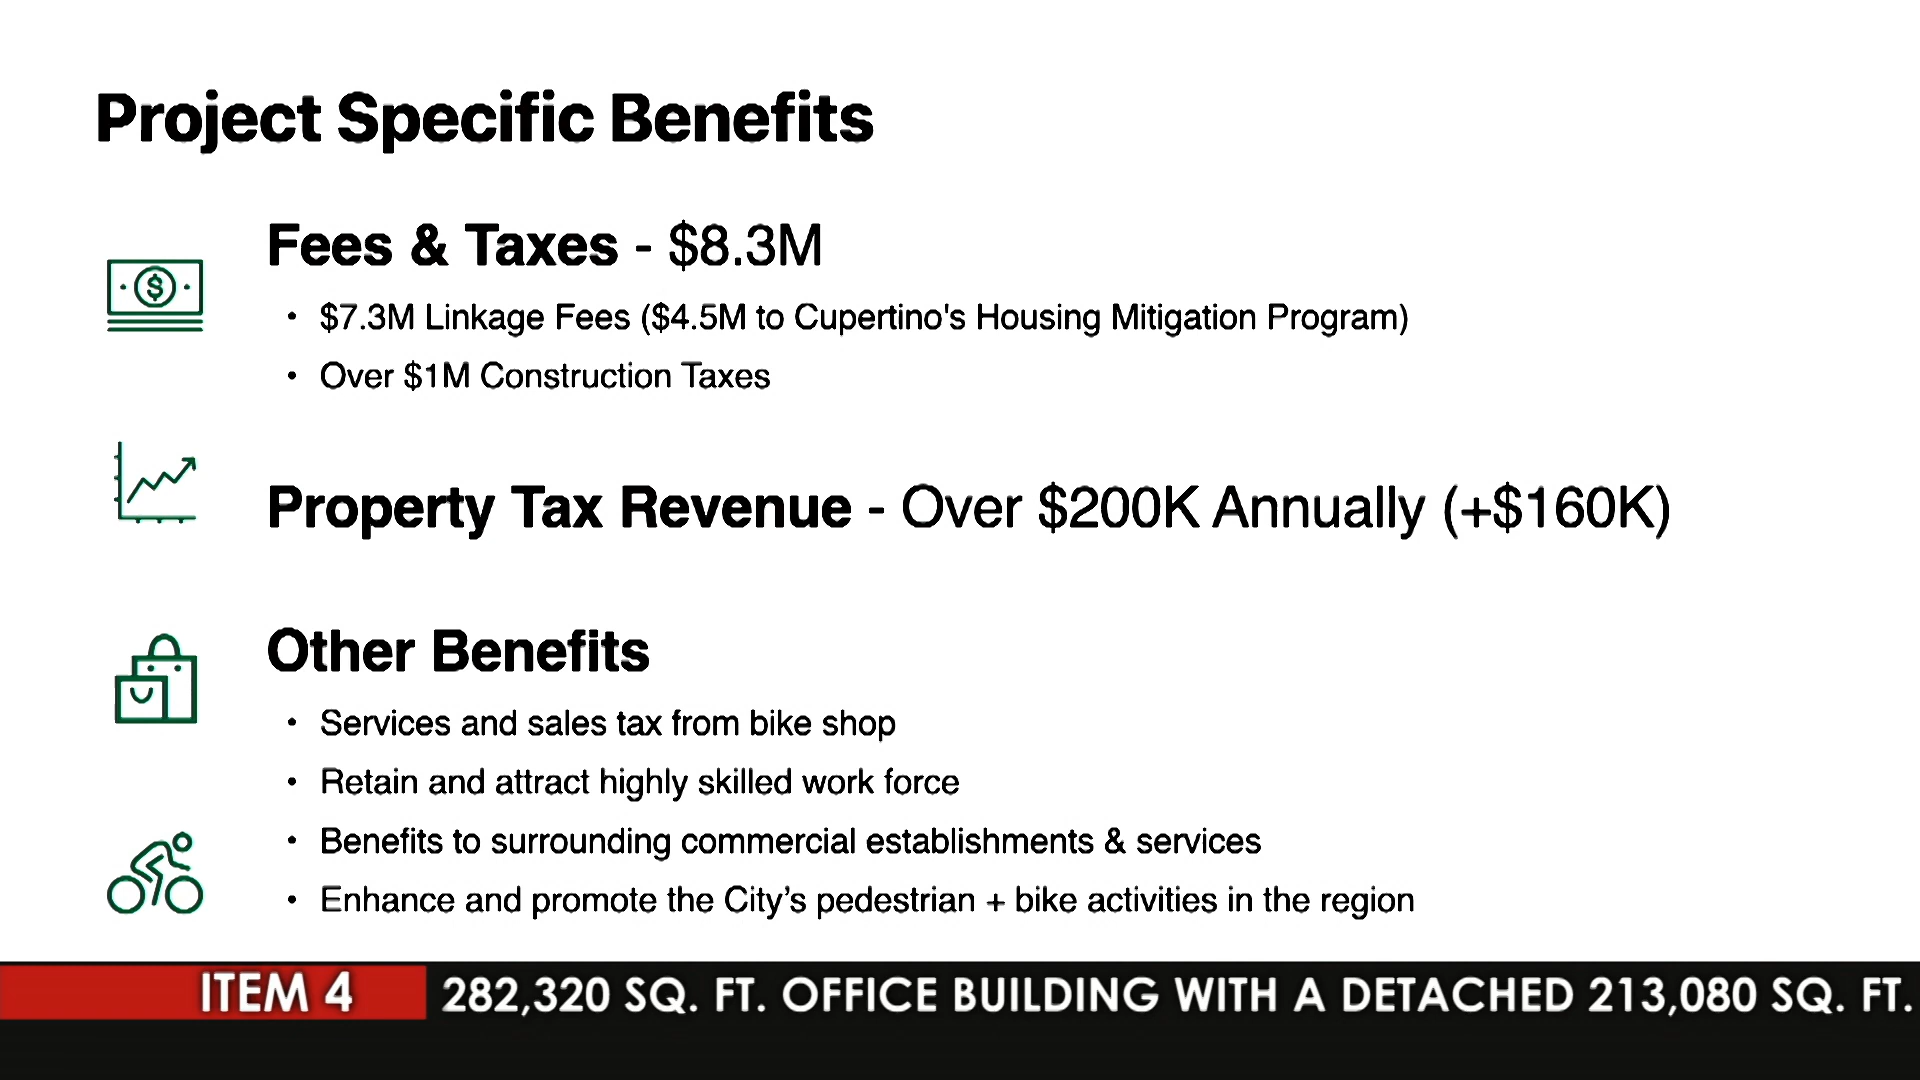 Project Specific Benefits
Fees & Taxes - $8.3M
• $7.3M Linkage Fees ($4.5M to Cupertino's Housing Mitigation Program)
• Over $1M Construction Taxes
Property Tax Revenue - Over $200K Annually (+$160K)
Other Benefits
• Services and sales tax from bike shop
• Retain and attract highly skilled work force
• Benefits to surrounding commercial establishments & services
• Enhance and promote the City’s pedestrian + bike activities in the region
ITEM 4 282,320 SQ. FT. OFFICE BUILDING WITH A DETACHED 213,080 SQ. FT.